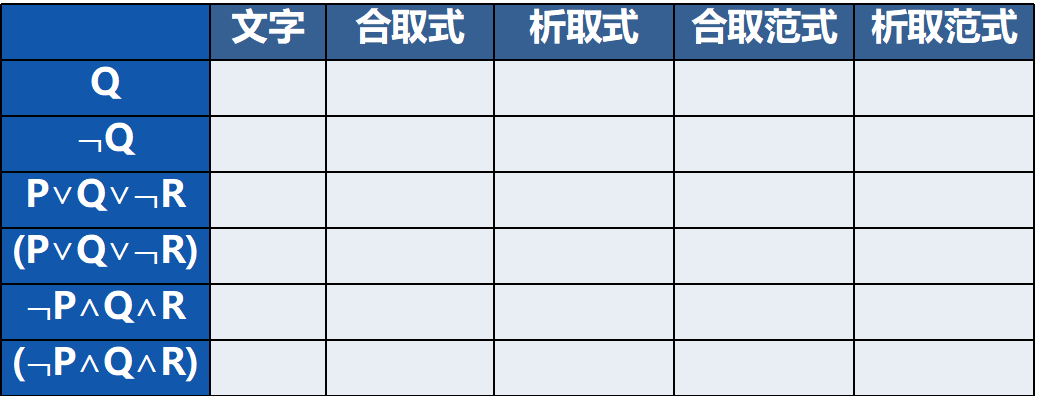 文字 合取式 析取式 合取范式 析取范式
Q
¬Q
P∨Q∨¬R
(P∨Q∨¬R)
¬P∧Q∧R
(¬P∧Q∧R)